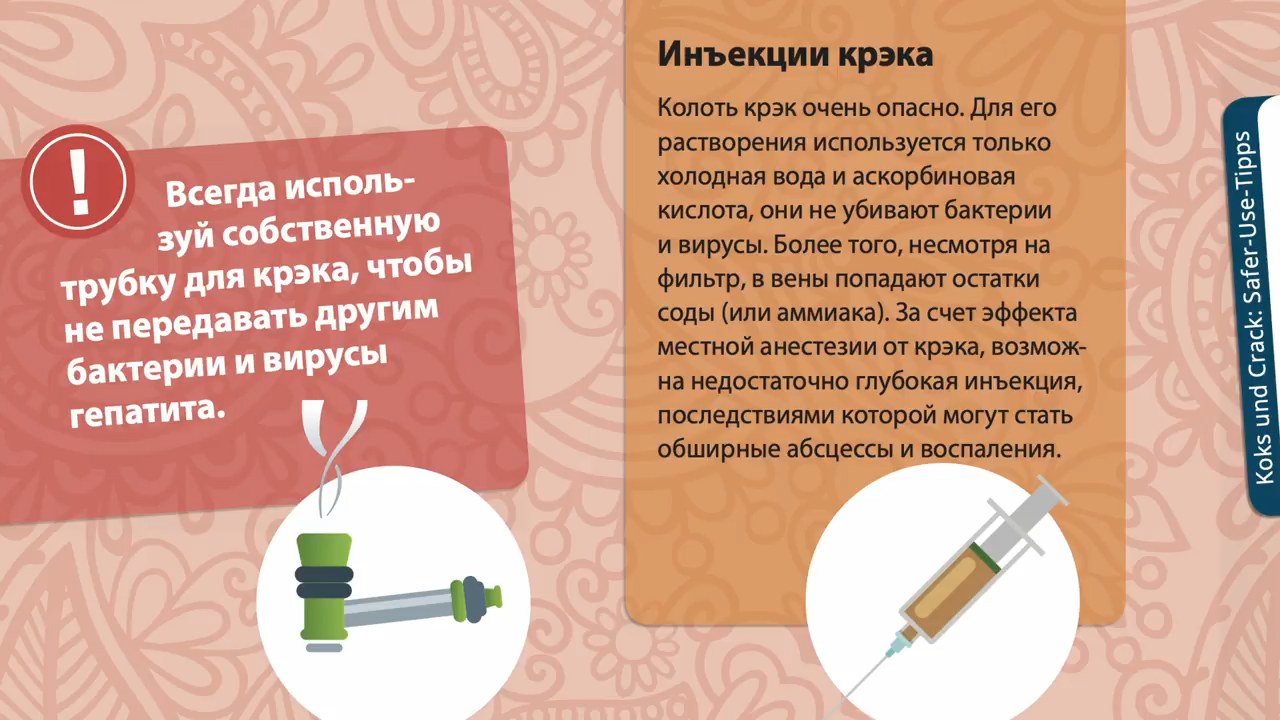 !
Всегда исполь-
зуй собственную
трубку для крэка, чтобы
не передавать другим
бактерии и вирусы
гепатита.
Инъекции крэка
Колоть крэк очень опасно. Для его
растворения используется только
холодная вода и аскорбиновая
кислота, они не убивают бактерии
и вирусы. Более того, несмотря на
фильтр, в вены попадают остатки
соды (или аммиака). За счет эффекта
местной анестезии от крэка, возмож-
на недостаточно глубокая инъекция,
последствиями которой могут стать
обширные абсцессы и воспаления.
Koks und Crack: Safer-Use-Tipps